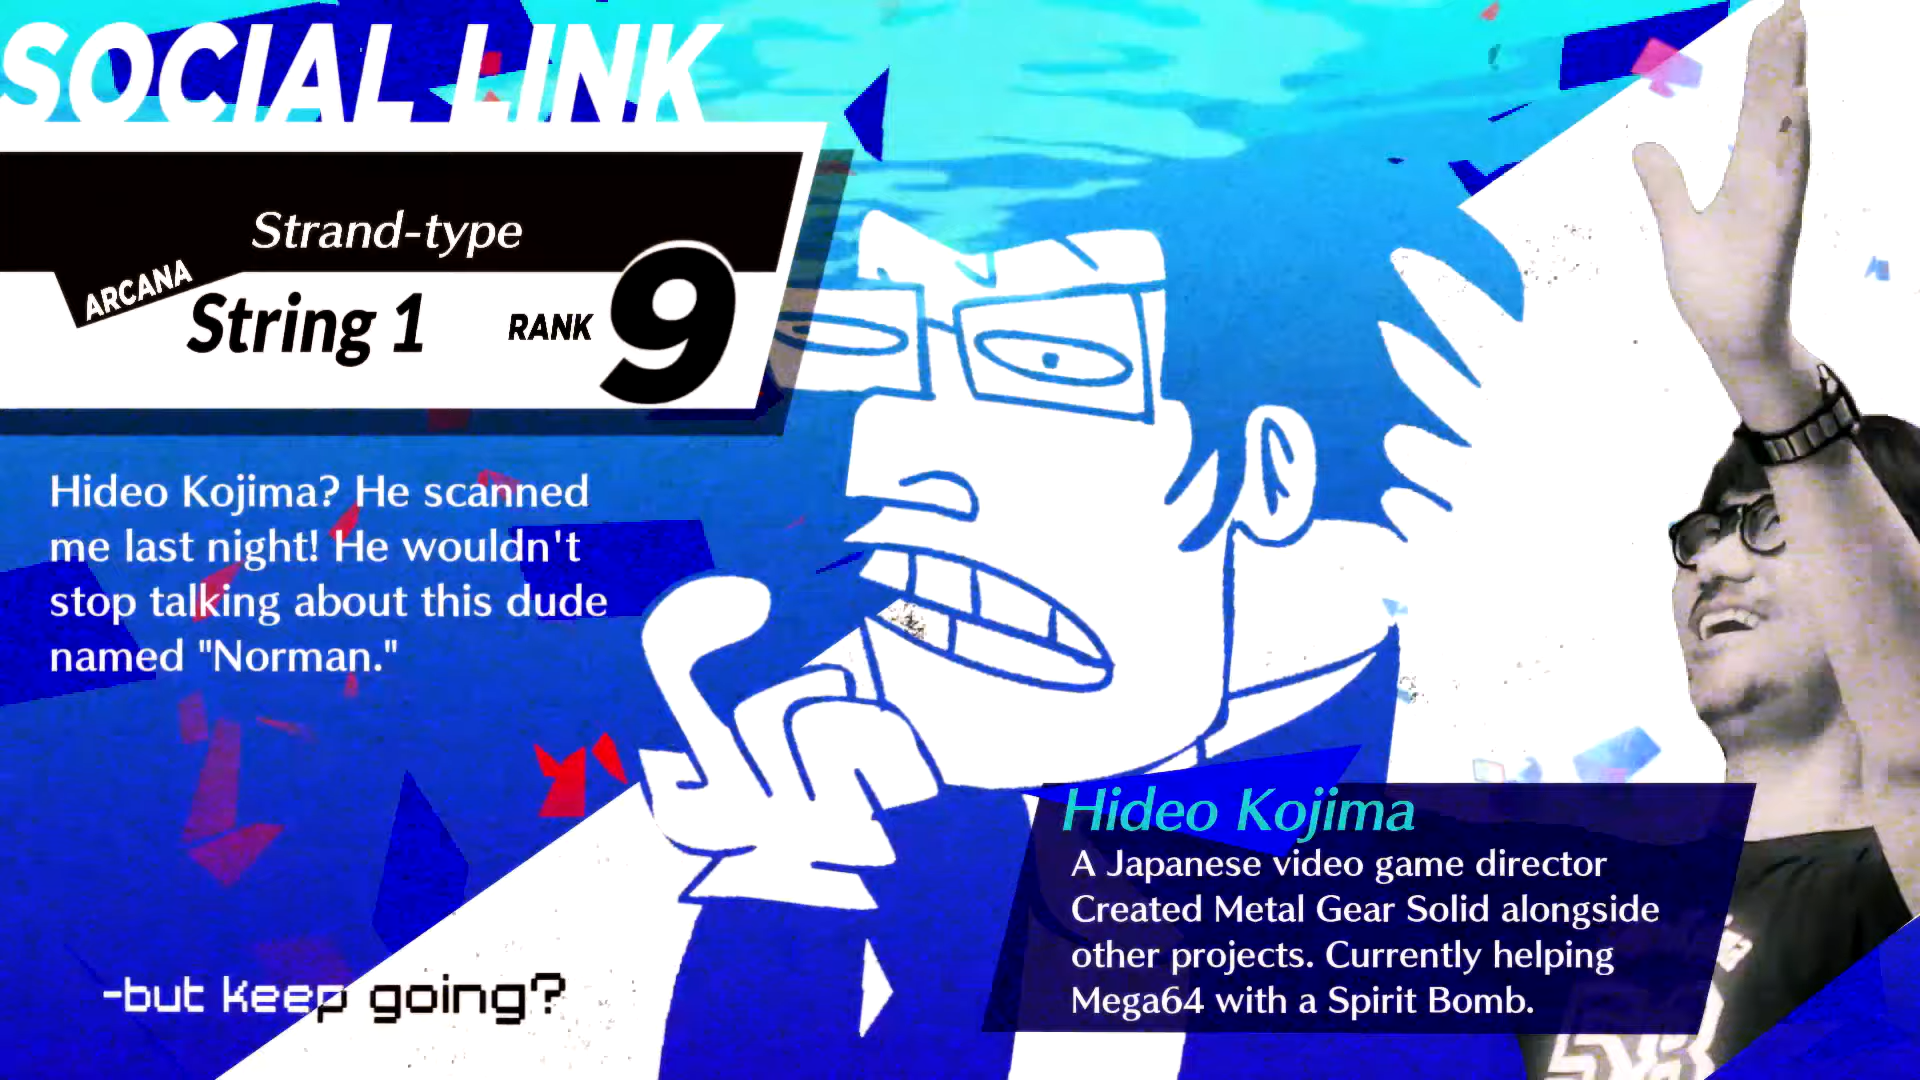 SOCIAL LINK
Strand-type
ARCANA
String 1
RANK
9
Hideo Kojima? He scanned
me last night! He wouldn't
stop talking about this dude
named "Norman."
Hideo Kojima
A Japanese video game director
Created Metal Gear Solid alongside
other projects. Currently helping
Mega64 with a Spirit Bomb.
-but keep going?